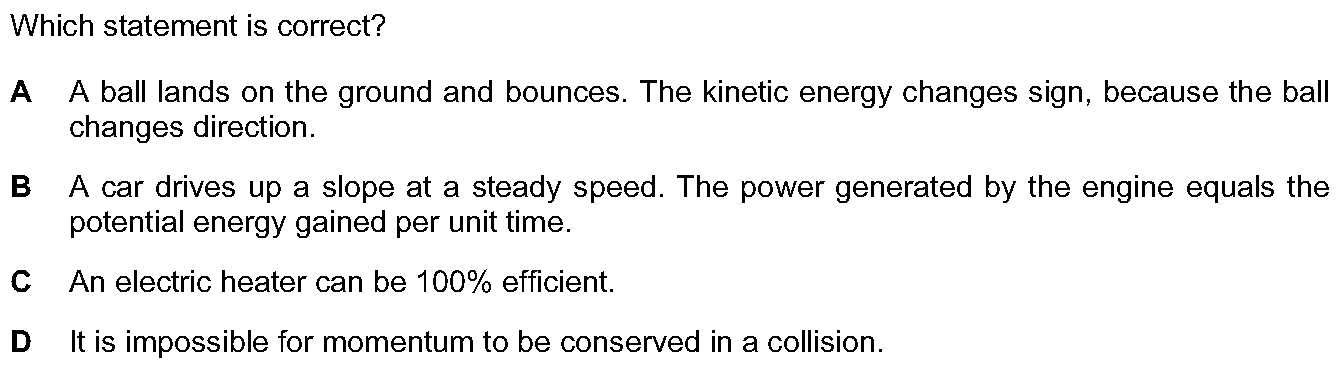 Which statement is correct?
A A ball lands on the ground and bounces. The kinetic energy changes sign, because the ball
changes direction.
B A car drives up a slope at a steady speed. The power generated by the engine equals the
potential energy gained per unit time.
C An electric heater can be 100% efficient.
D It is impossible for momentum to be conserved in a collision.